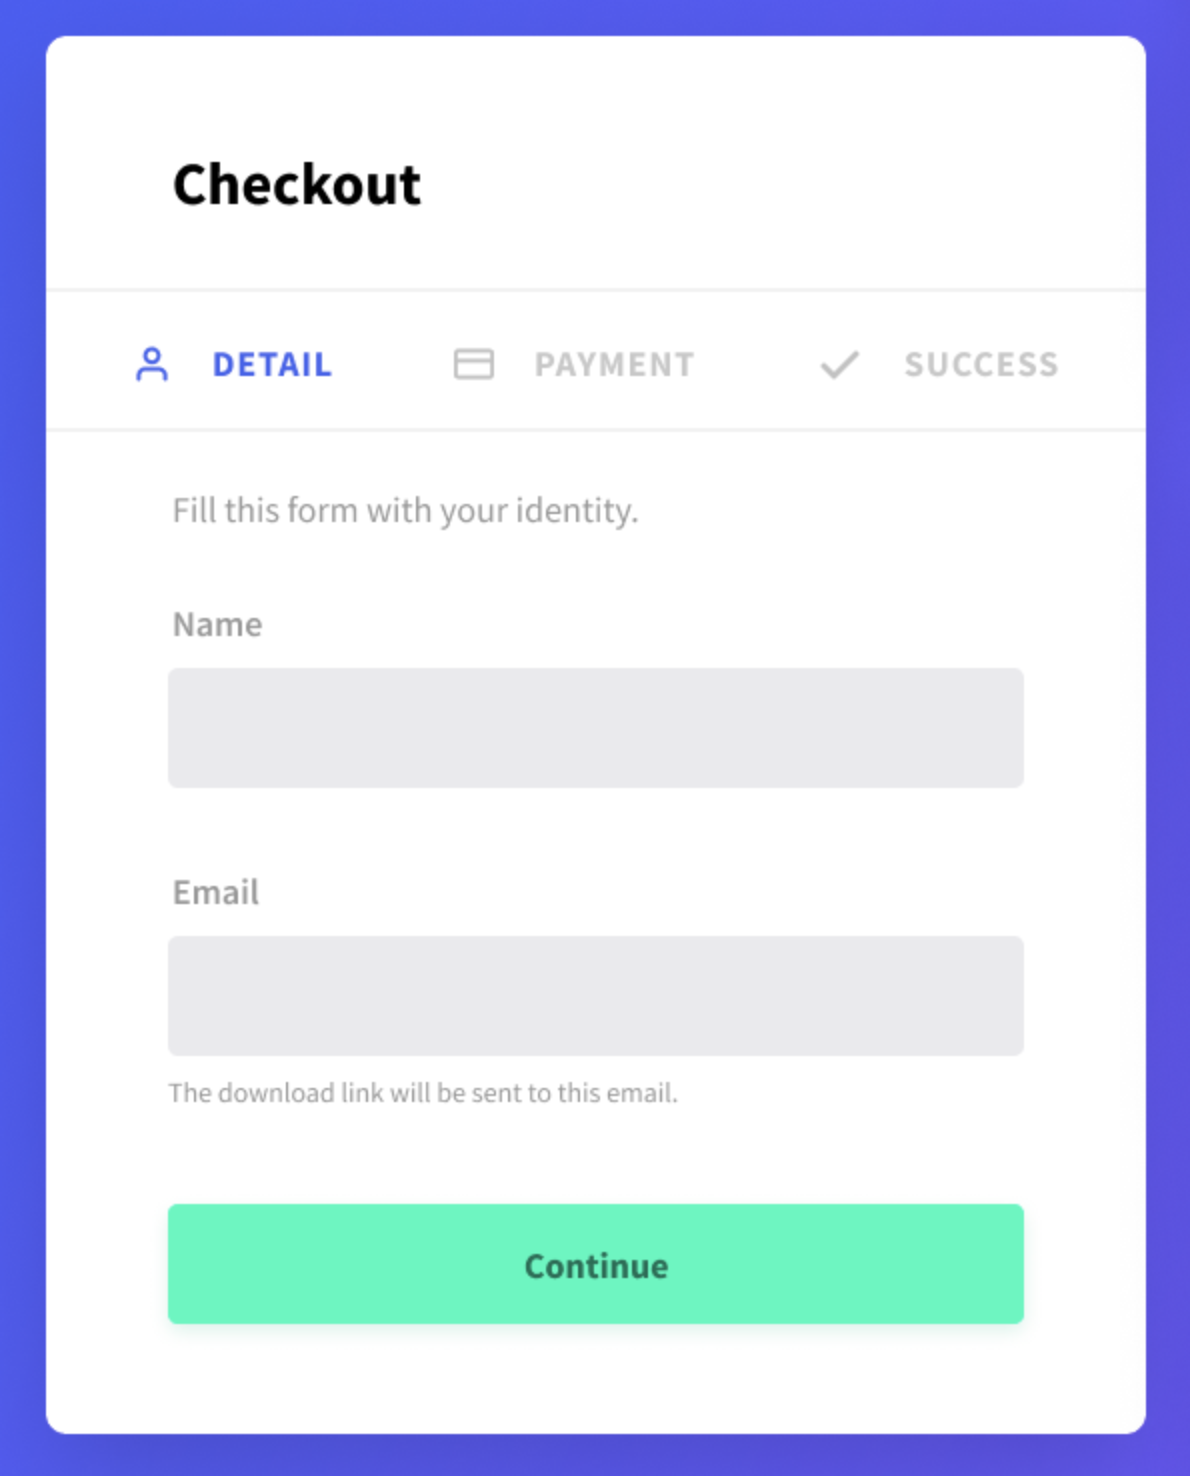 Checkout
DETAIL PAYMENT SUCCESS
Fill this form with your identity.
Name
Email
The download link will be sent to this email.
Continue